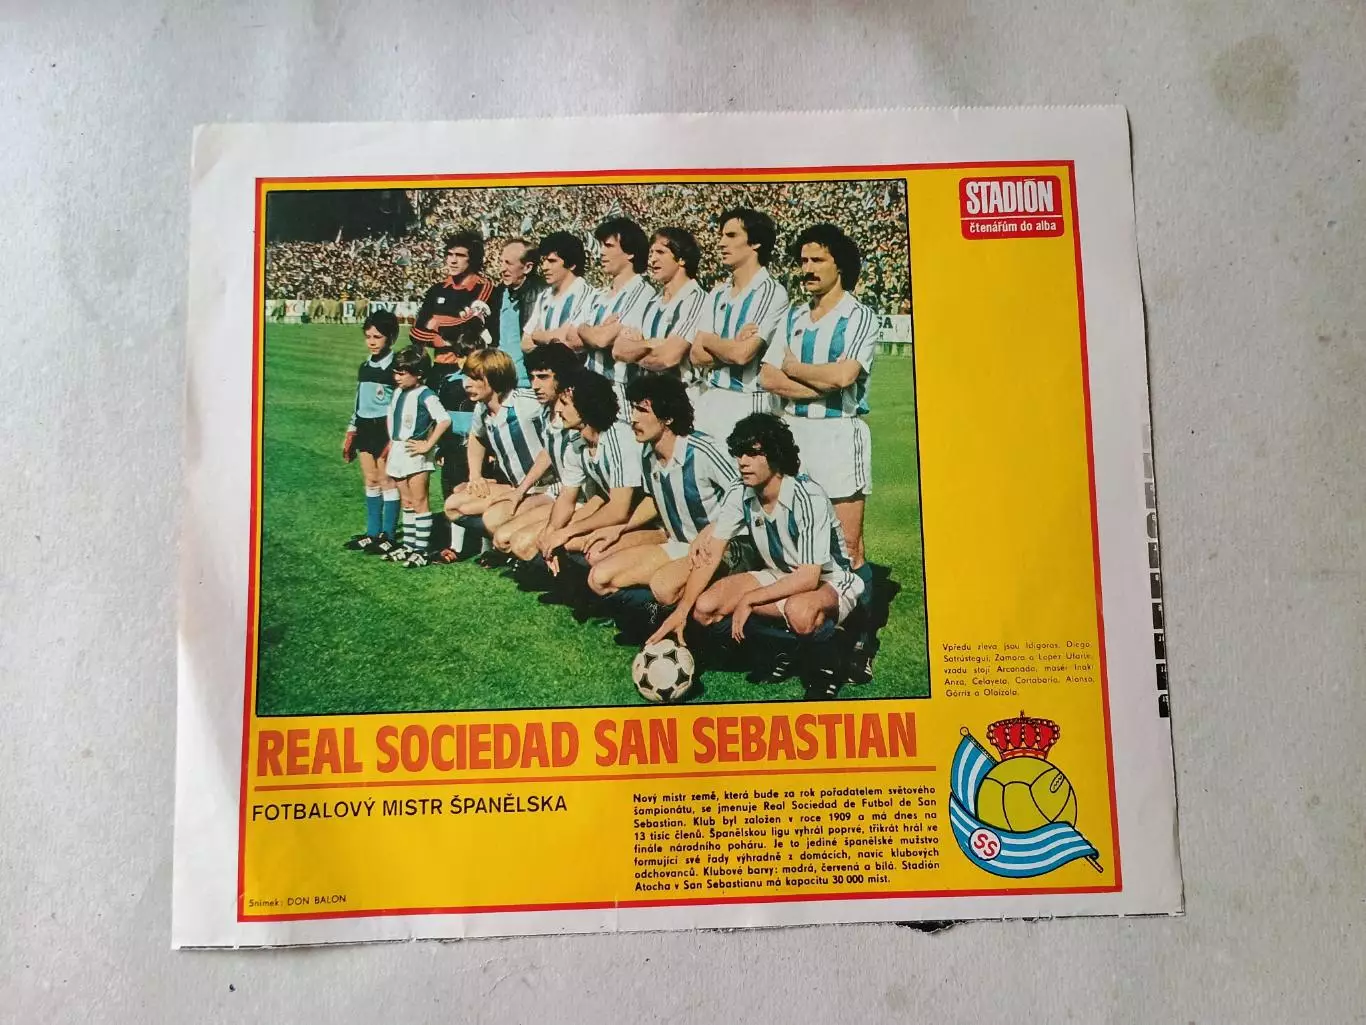 STADIÓN
čtenářům do alba
Vpředu zleva jsou Idigoras, Diego,
Satrústegui, Zamora a Lopéz Ufarte,
vzadu stojí Arconada, masér Inaki
Anza, Celayeta, Cortabaria, Alonso,
Górriz a Olaizola.
REAL SOCIEDAD SAN SEBASTIAN
FOTBALOVÝ MISTR ŠPANĚLSKA
Nový mistr země, která bude za rok pořadatelem světového
šampionátu, se jmenuje Real Sociedad de Futbol de San
Sebastian. Klub byl založen v roce 1909 a má dnes na
13 tisíc členů. Španělskou ligu vyhrál poprvé, třikrát hrál ve
finále národního poháru. Je to jediné španělské mužstvo
formující své řady výhradně z domácích, navíc klubových
odchovanců. Klubové barvy: modrá, červená a bílá. Stadión
Atocha v San Sebastianu má kapacitu 30 000 míst.
SS
Snímek: DON BALON